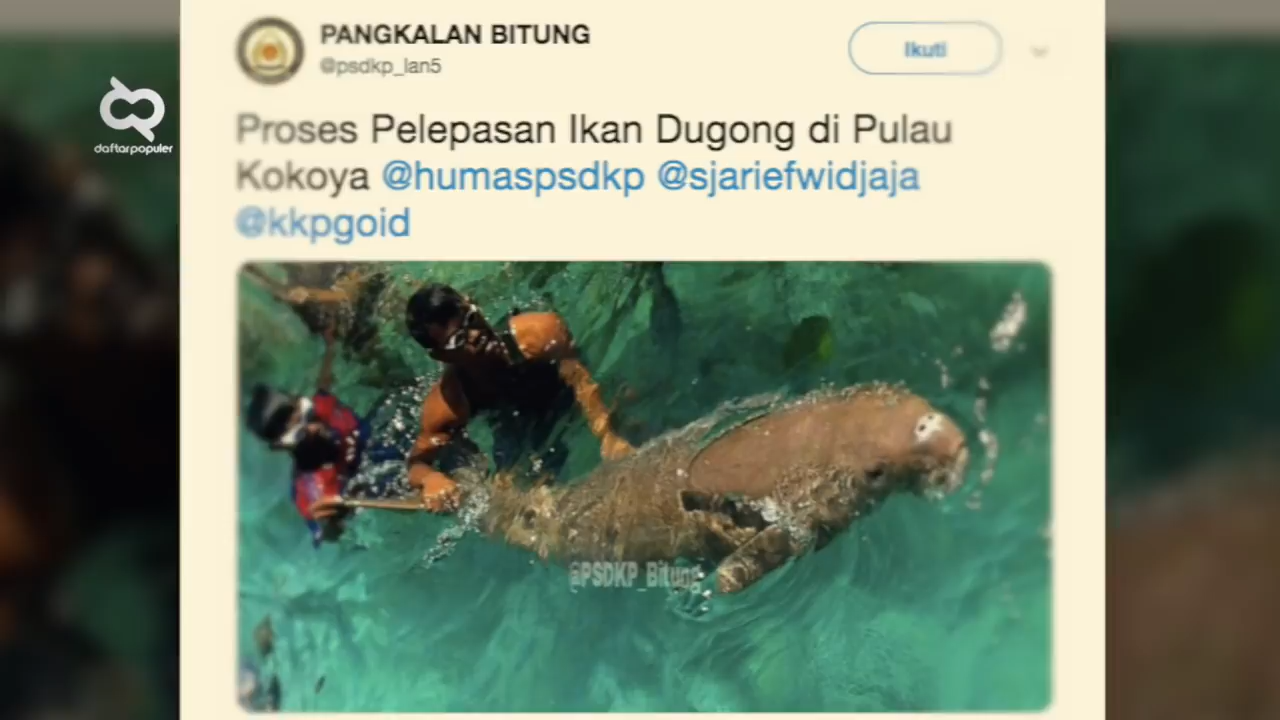 PANGKALAN BITUNG
@psdkp_lan5
Ikuti
daftarpopuler
Proses Pelepasan Ikan Dugong di Pulau
Kokoya @humaspsdkp @sjariefwidjaja
@kkpgoid
@PSDKP_Bitung